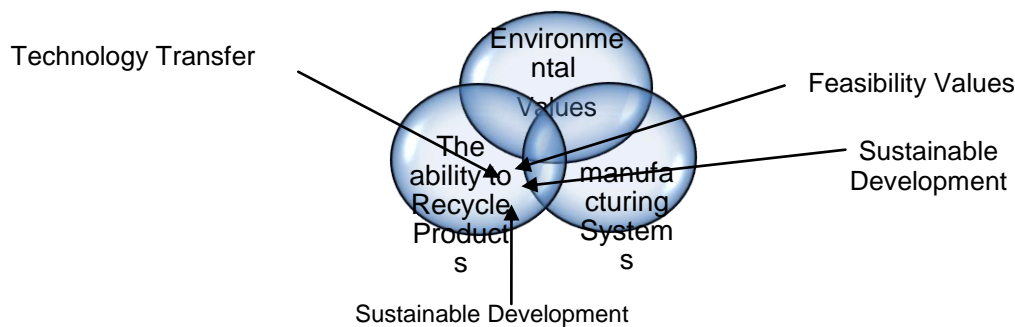 Environme
ntal
Values
Technology Transfer
Feasibility Values
The
ability to
Recycle
Product
s
manufa
cturing
System
s
Sustainable
Development
Sustainable Development